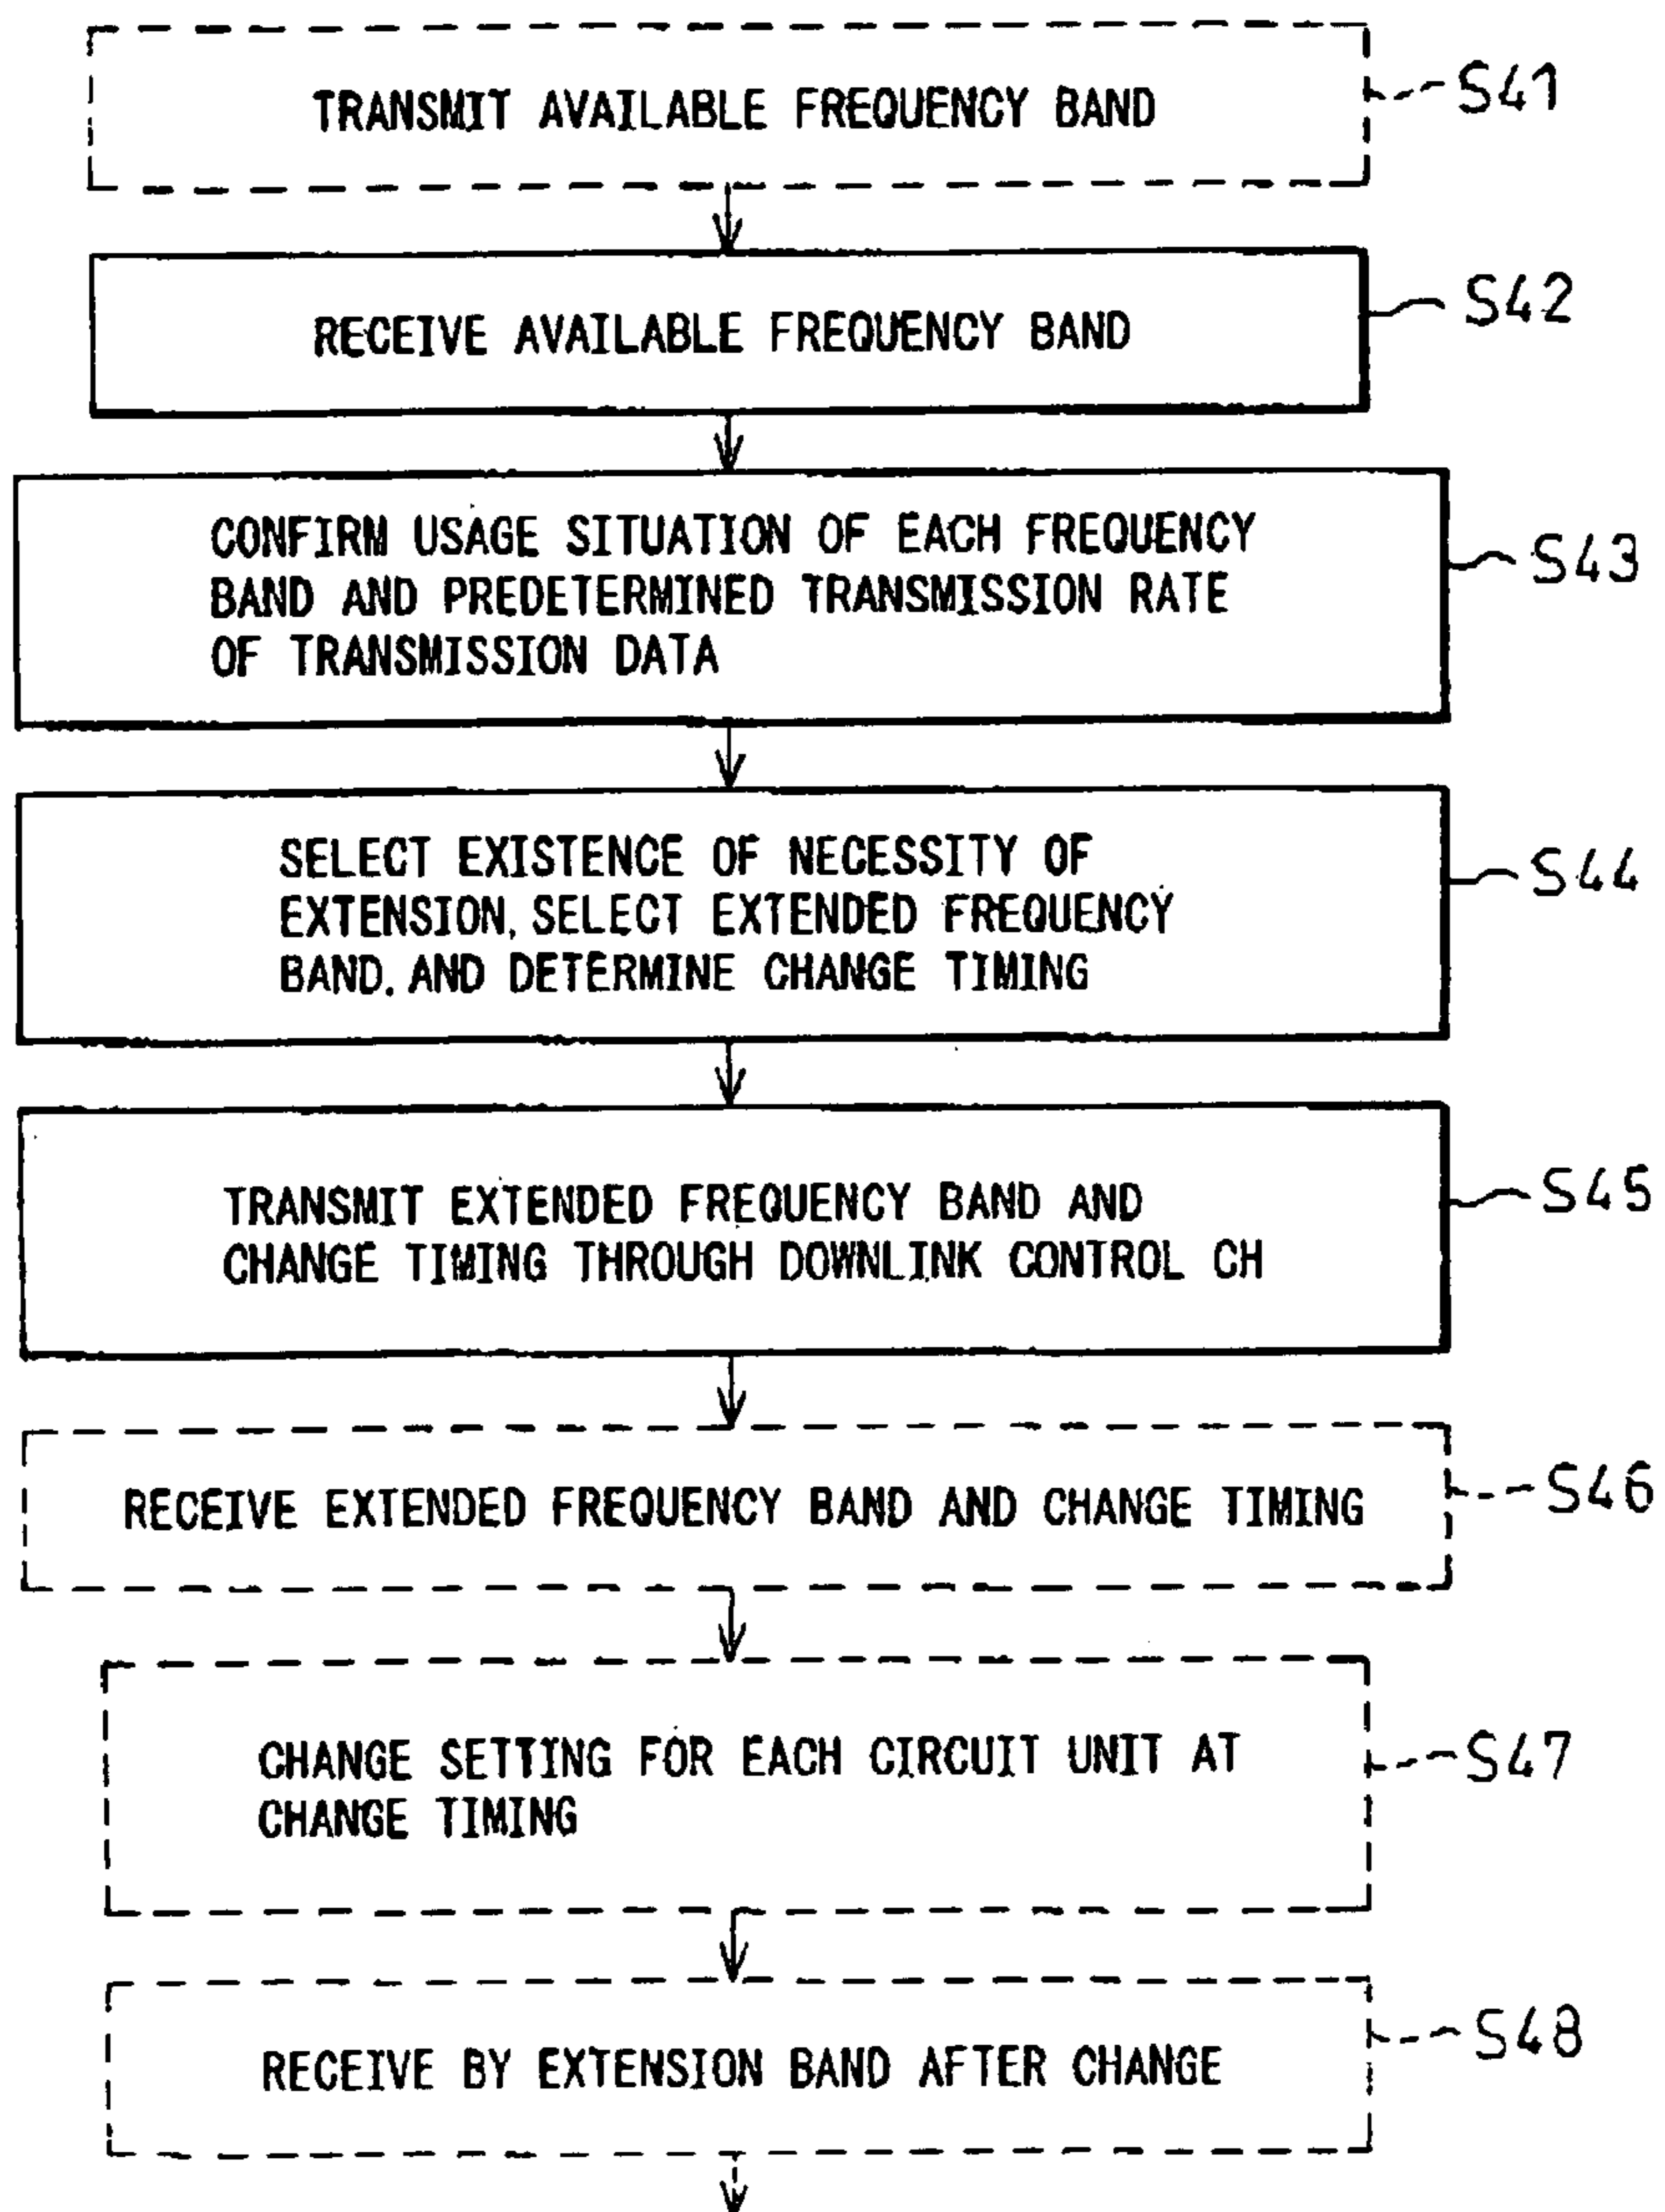 TRANSMIT AVAILABLE FREQUENCY BAND
S41
RECEIVE AVAILABLE FREQUENCY BAND
S42
CONFIRM USAGE SITUATION OF EACH FREQUENCY
BAND AND PREDETERMINED TRANSMISSION RATE
OF TRANSMISSION DATA
S43
SELECT EXISTENCE OF NECESSITY OF
EXTENSION, SELECT EXTENDED FREQUENCY
BAND, AND DETERMINE CHANGE TIMING
S44
TRANSMIT EXTENDED FREQUENCY BAND AND
CHANGE TIMING THROUGH DOWNLINK CONTROL CH
S45
RECEIVE EXTENDED FREQUENCY BAND AND CHANGE TIMING
S46
CHANGE SETTING FOR EACH CIRCUIT UNIT AT
CHANGE TIMING
S47
RECEIVE BY EXTENSION BAND AFTER CHANGE
S48